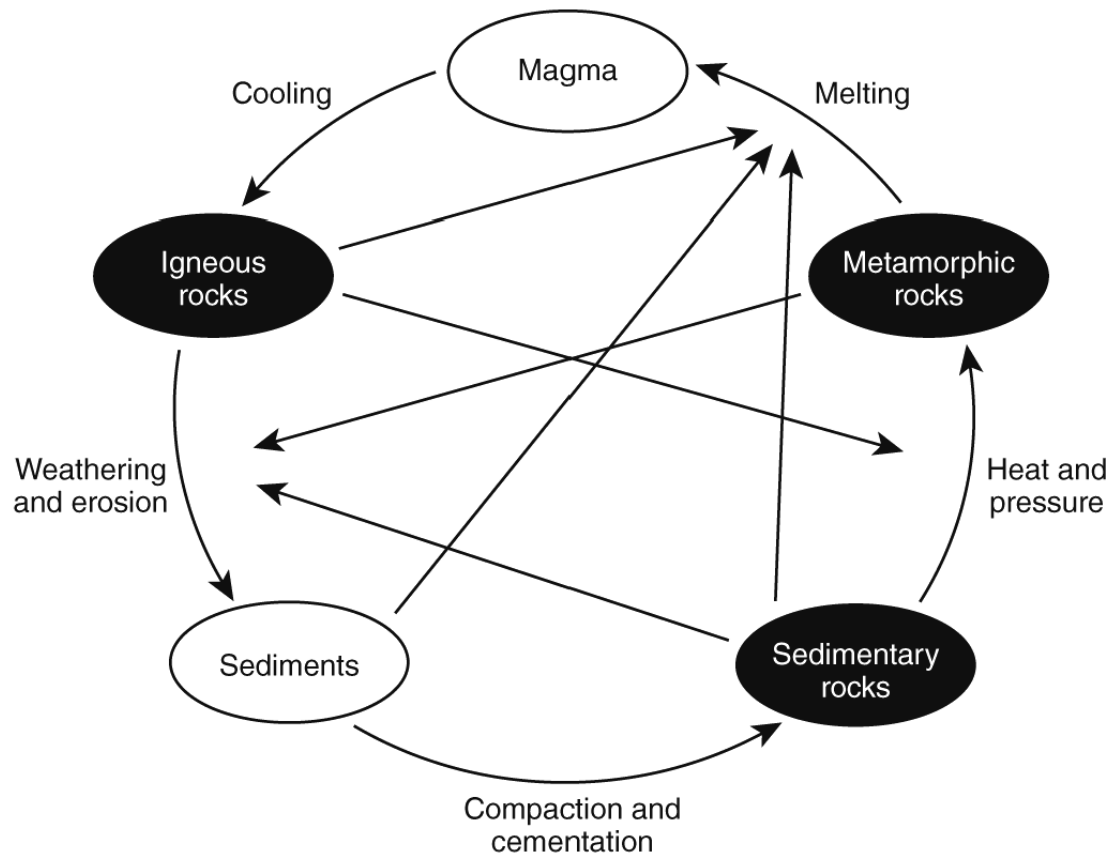 Magma
Cooling
Melting
Igneous
rocks
Metamorphic
rocks
Weathering
and erosion
Heat and
pressure
Sediments
Sedimentary
rocks
Compaction and
cementation